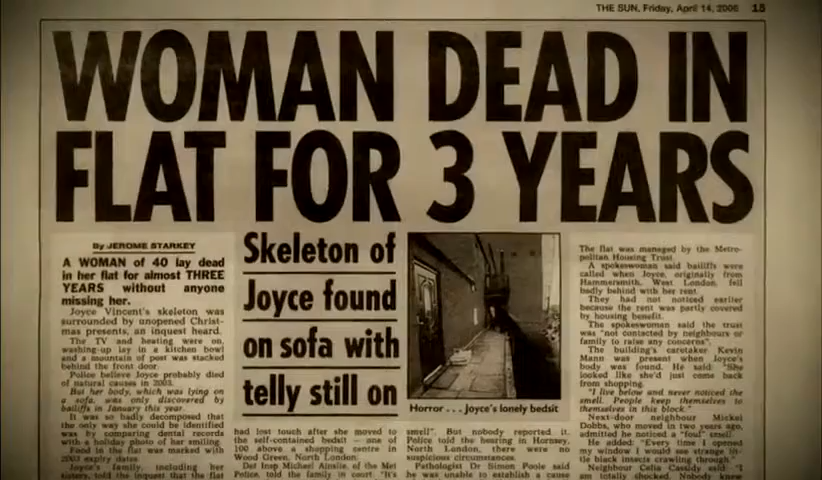 THE SUN, Friday, April 14, 2006 15
WOMAN DEAD IN
FLAT FOR 3 YEARS
By JEROME STARKEY
A WOMAN of 40 lay dead
in her flat for almost THREE
YEARS without anyone
missing her.
Joyce Vincent's skeleton was
surrounded by unopened Christ-
mas presents, an inquest heard.
The TV and heating were on,
washing-up lay in a kitchen bowl
and a mountain of post was stacked
behind the front door.
Police believe Joyce probably died
of natural causes in 2003.
But her body, which was lying on
a sofa, was only discovered by
bailiffs in January this year.
It was so badly decomposed that
the only way she could be identified
was by comparing dental records
with a holiday photo of her smiling.
Food in the flat was marked with
2003 expiry dates.
Joyce's family, including her
sisters, told the inquest that the flat
Skeleton of
Joyce found
on sofa with
telly still on
had lost touch after she moved to
the self-contained bedsit — one of
100 above a shopping centre in
Wood Green, North London.
Det Insp Michael Ainslie, of the Met
Police, told the family in court: "It's
Horror . . . Joyce's lonely bedsit
smell". But nobody reported it.
Police told the hearing in Hornsey,
North London, there were no
suspicious circumstances.
Pathologist Dr Simon Poole said
he was unable to establish a cause
The flat was managed by the Metro-
politan Housing Trust.
A spokeswoman said bailiffs were
called when Joyce, originally from
Hammersmith, West London, fell
badly behind with her rent.
They had not noticed earlier
because the rent was partly covered
by housing benefit.
The spokeswoman said the trust
was "not contacted by neighbours or
family to raise any concerns".
The building's caretaker Kevin
Mann was present when Joyce's
body was found. He said: "She
looked like she'd just come back
from shopping.
"I live below and never noticed the
smell. People keep themselves to
themselves in this block."
Next-door neighbour Mickel
Dobbs, who moved in two years ago,
admitted he noticed a "foul" smell.
He added: "Every time I opened
my window I would see strange lit-
tle black insects crawling through."
Neighbour Celia Cassidy said: "I
am totally shocked. Nobody knew